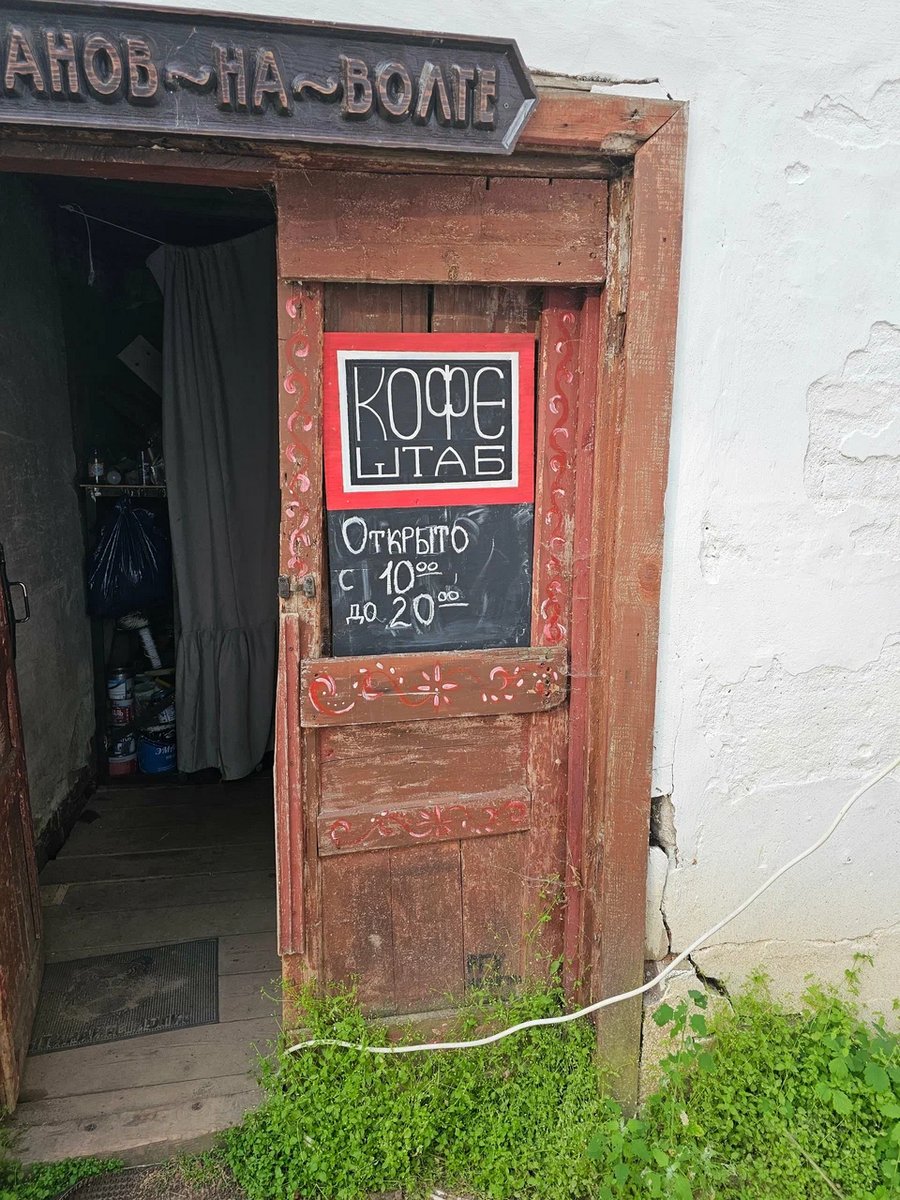 АНОВ~НА~ВОЛГЕ
КОФЕ
ШТАБ
ОТКРЫТО
С 10⁰⁰
ДО 20⁰⁰